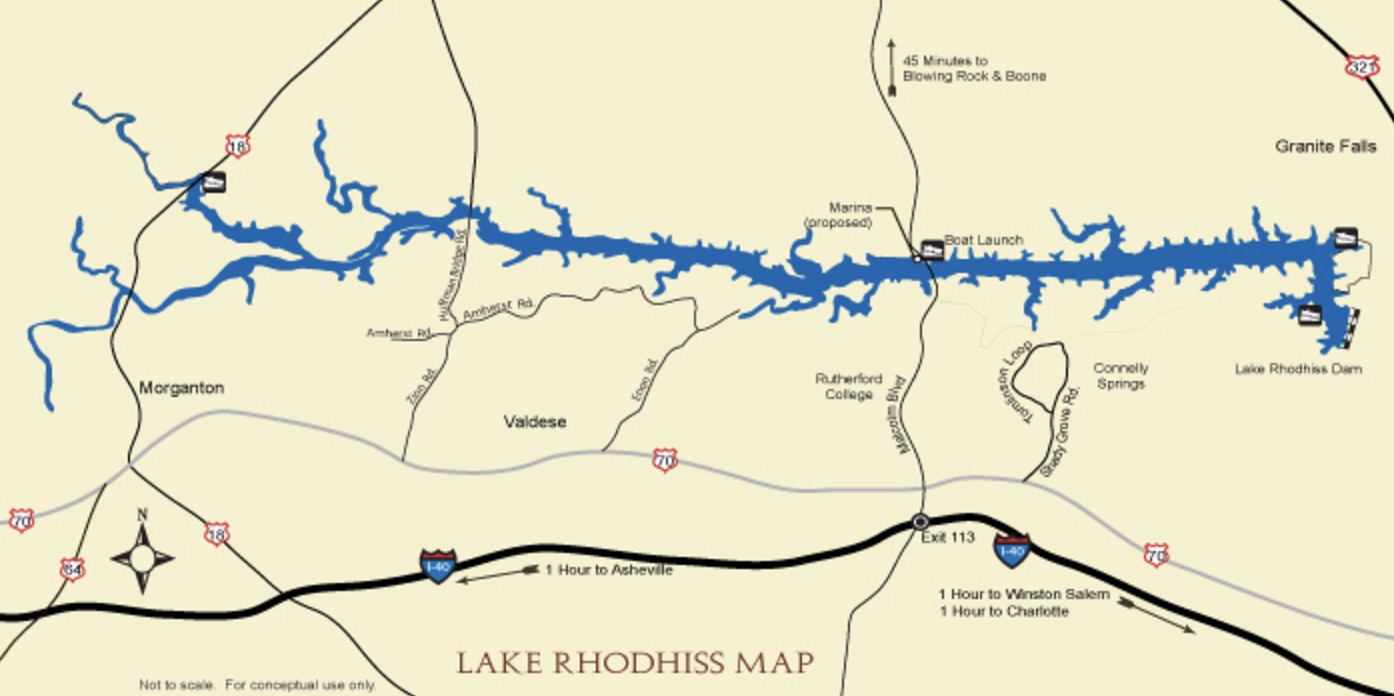 45 Minutes to
Blowing Rock & Boone
321
Granite Falls
18
Marina
(proposed)
Boat Launch
Huffman Bridge Rd.
Amherst Rd.
Amherst Rd.
Lake Rhodhiss Dam
Morganton
Zion Rd.
Enon Rd.
Valdese
Rutherford
College
Malcolm Blvd
Tomlinson Loop
Shady Grove Rd.
Connelly
Springs
70
70
N
18
64
I-40
1 Hour to Asheville
Exit 113
I-40
70
1 Hour to Winston Salem
1 Hour to Charlotte
LAKE RHODHISS MAP
Not to scale. For conceptual use only.